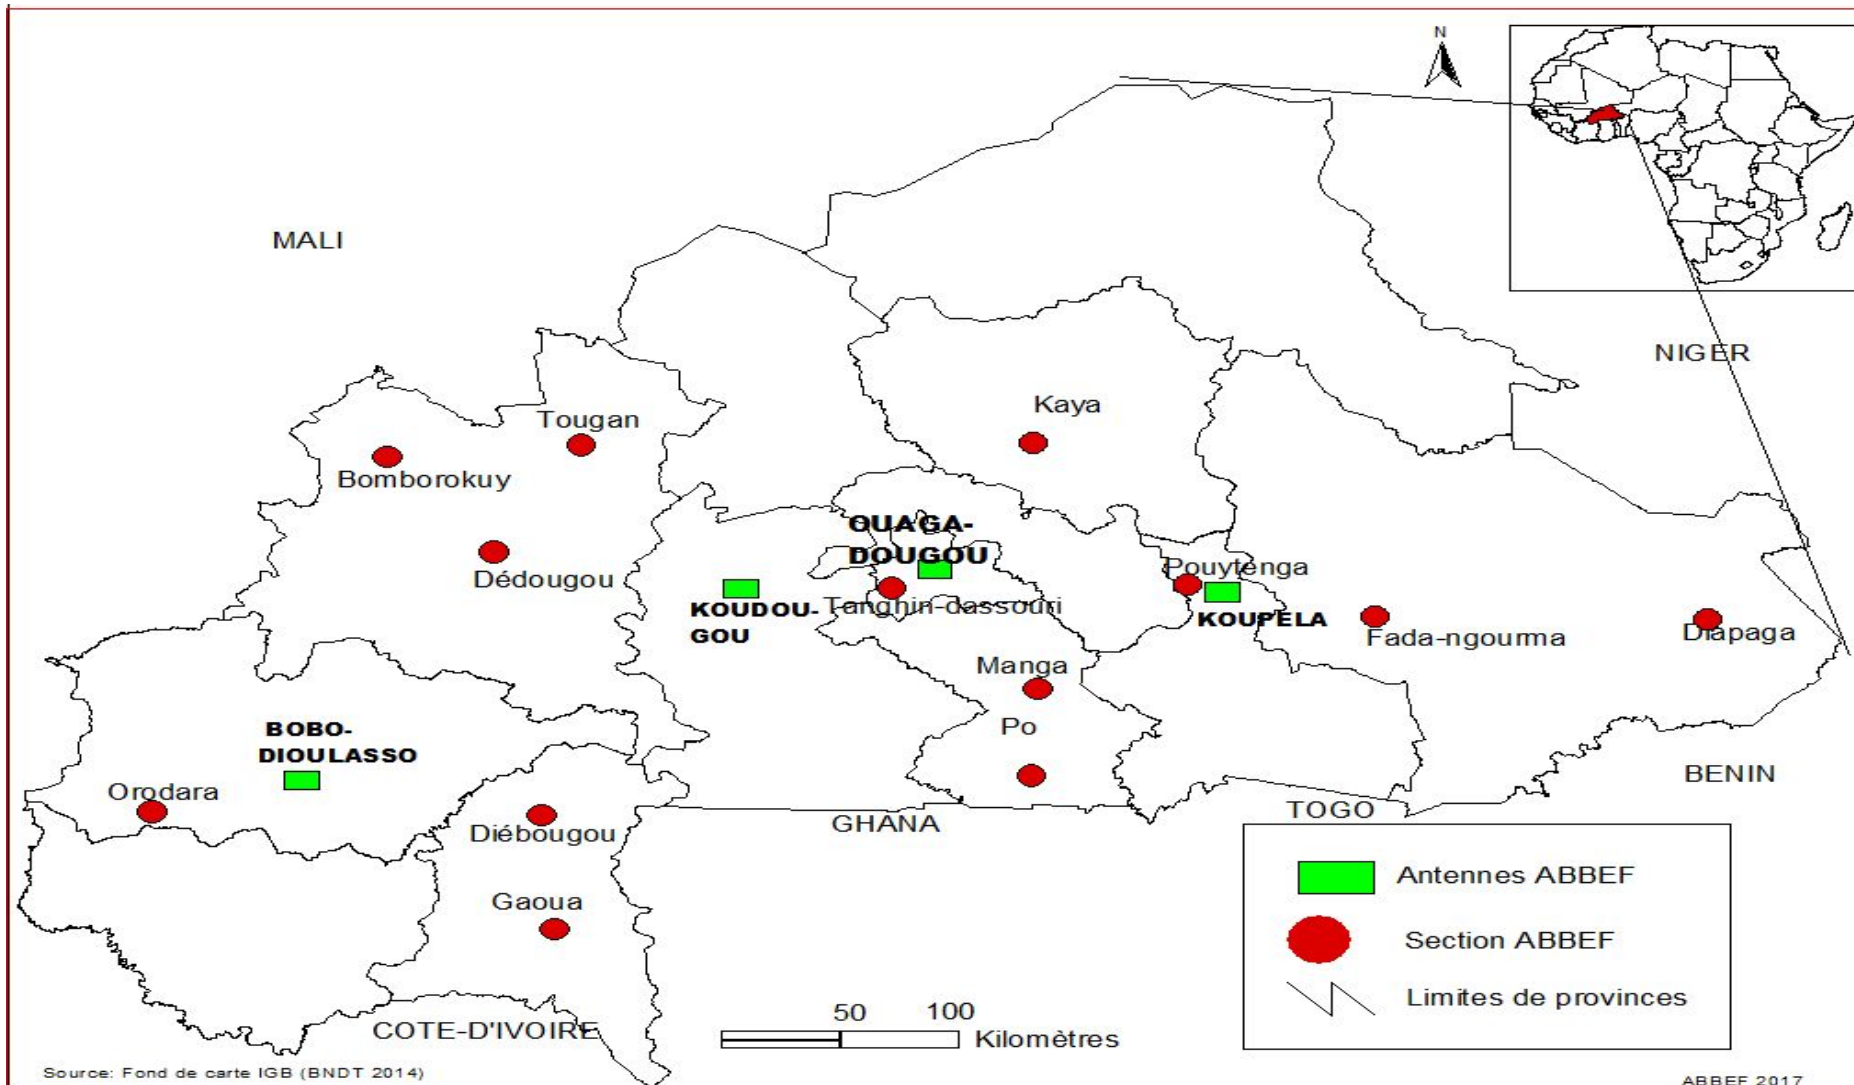 N
MALI
NIGER
Kaya
Tougan
Bomborokuy
OUAGA-
DOUGOU
Pouytenga
Dédougou
KOUDOU-
GOU
Tanghin-dassouri
KOUPELA
Fada-ngourma
Diapaga
Manga
Po
BOBO-
DIOULASSO
Orodara
BENIN
TOGO
GHANA
Diébougou
Gaoua
Antennes ABBEF
Section ABBEF
Limites de provinces
50 100
Kilomètres
COTE-D'IVOIRE
Source: Fond de carte IGB (BNDT 2014)
ABBEF 2017